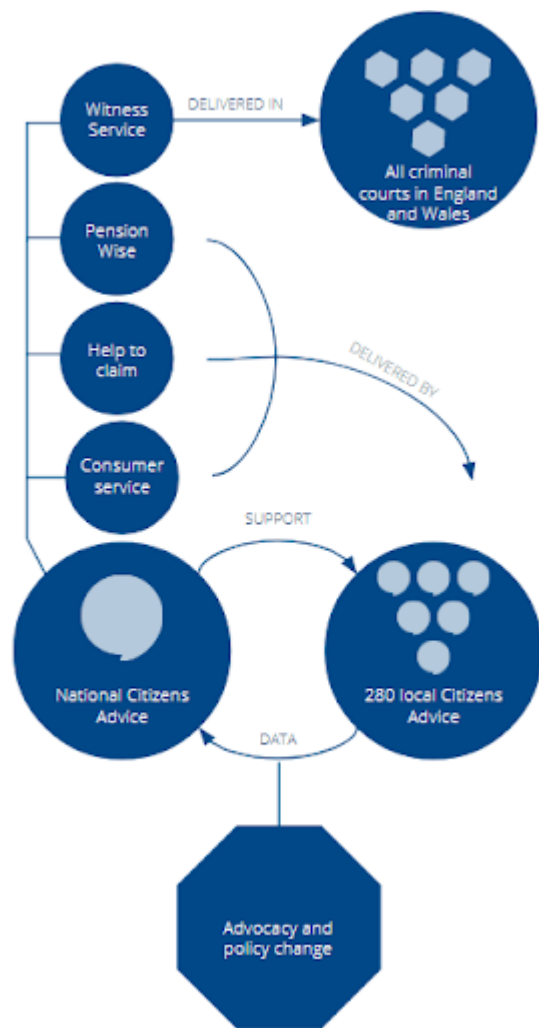 Witness
Service
DELIVERED IN
All criminal
courts in England
and Wales
Pension
Wise
Help to
claim
DELIVERED BY
Consumer
service
SUPPORT
National Citizens
Advice
280 local Citizens
Advice
DATA
Advocacy and
policy change